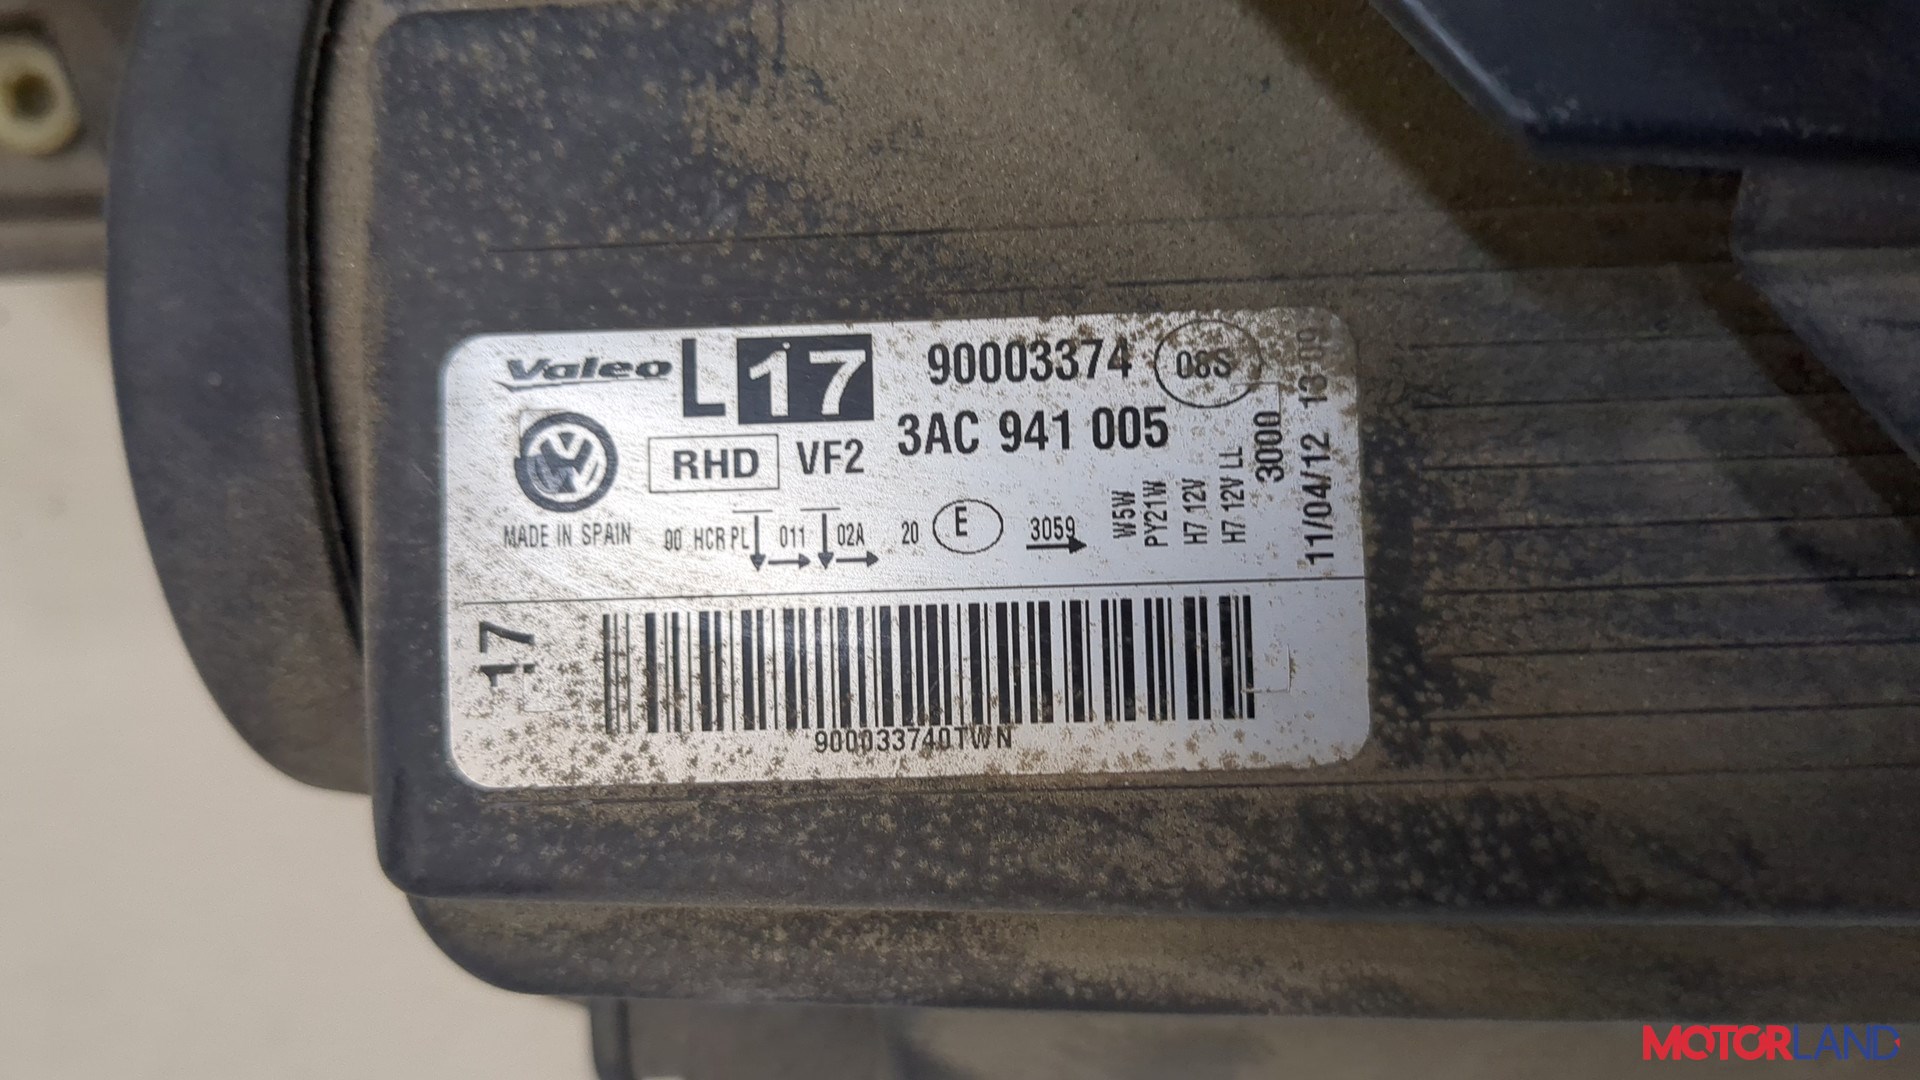 Valeo L 17 90003374 08S
RHD VF2 3AC 941 005
MADE IN SPAIN 00 HCR PL 011 02A 20 E 3059
W5W
PY21W
H7 12V
H7 12V LL
3000
11/04/12 13:09
17
900033740TWN
MOTORLAND